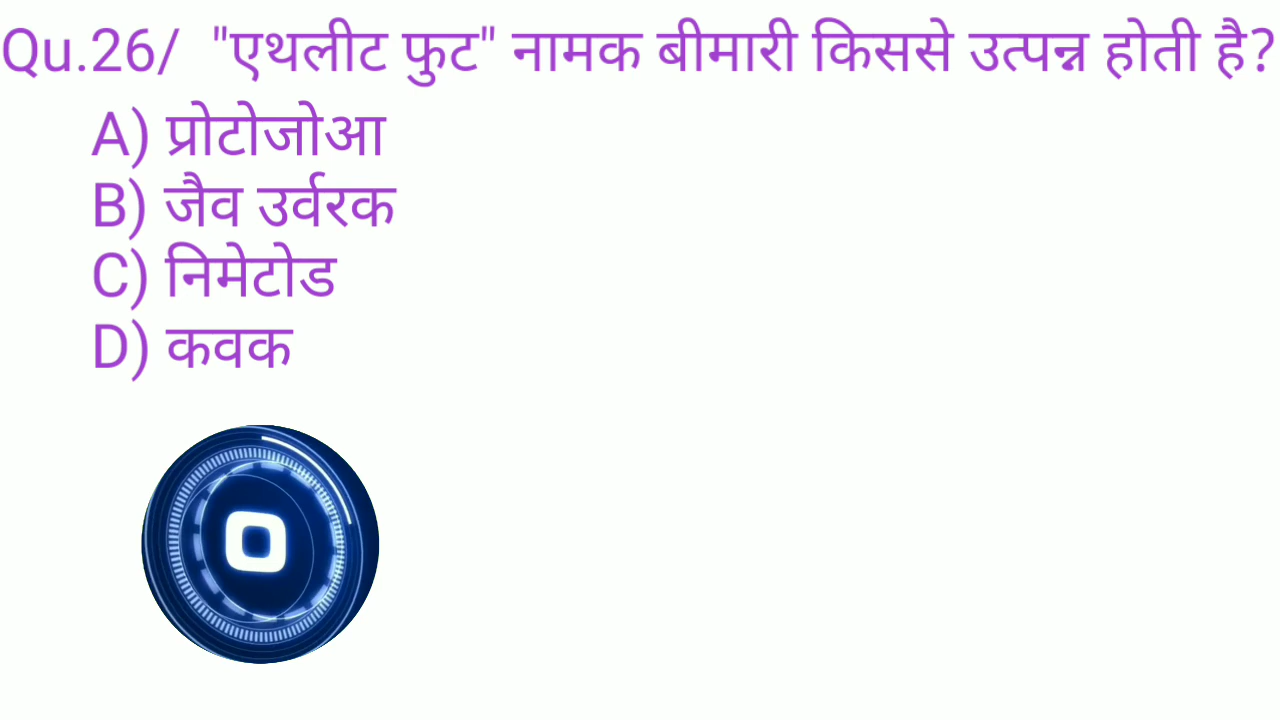 Qu.26/ "एथलीट फुट" नामक बीमारी किससे उत्पन्न होती है?
A) प्रोटोजोआ
B) जैव उर्वरक
C) निमेटोड
D) कवक
0